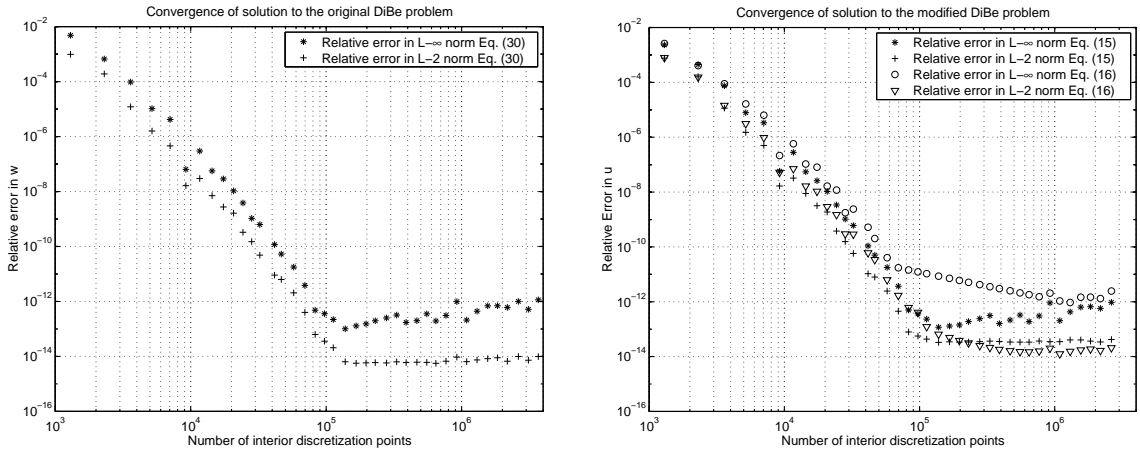 Convergence of solution to the original DiBe problem
Relative error in L−∞ norm Eq. (30)
Relative error in L−2 norm Eq. (30)
Relative error in w
10^−2
10^−4
10^−6
10^−8
10^−10
10^−12
10^−14
10^−16
10^3
10^4
10^5
10^6
Number of interior discretization points
Convergence of solution to the modified DiBe problem
Relative error in L−∞ norm Eq. (15)
Relative error in L−2 norm Eq. (15)
Relative error in L−∞ norm Eq. (16)
Relative error in L−2 norm Eq. (16)
Relative Error in u
10^−2
10^−4
10^−6
10^−8
10^−10
10^−12
10^−14
10^−16
10^3
10^4
10^5
10^6
Number of interior discretization points